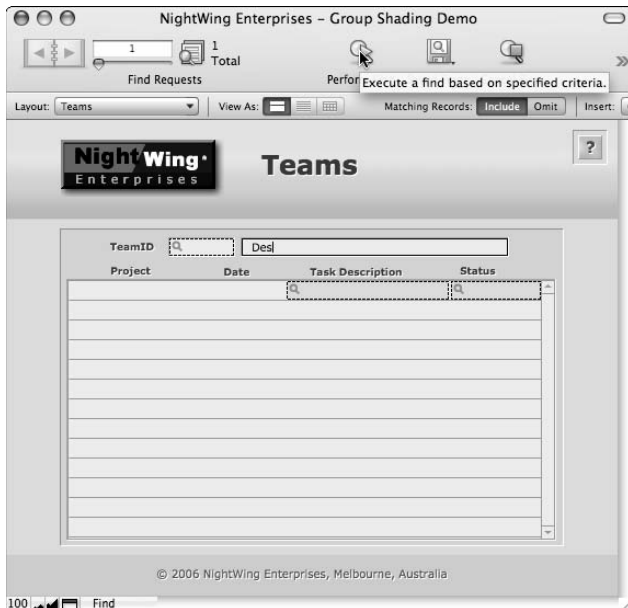 NightWing Enterprises – Group Shading Demo
1
1
Total
Find Requests
Perfor
Execute a find based on specified criteria.
Layout: Teams
View As:
Matching Records: Include Omit
Insert:
NightWing
Enterprises
Teams
?
TeamID
Des
Project Date Task Description Status
© 2006 NightWing Enterprises, Melbourne, Australia
100 Find